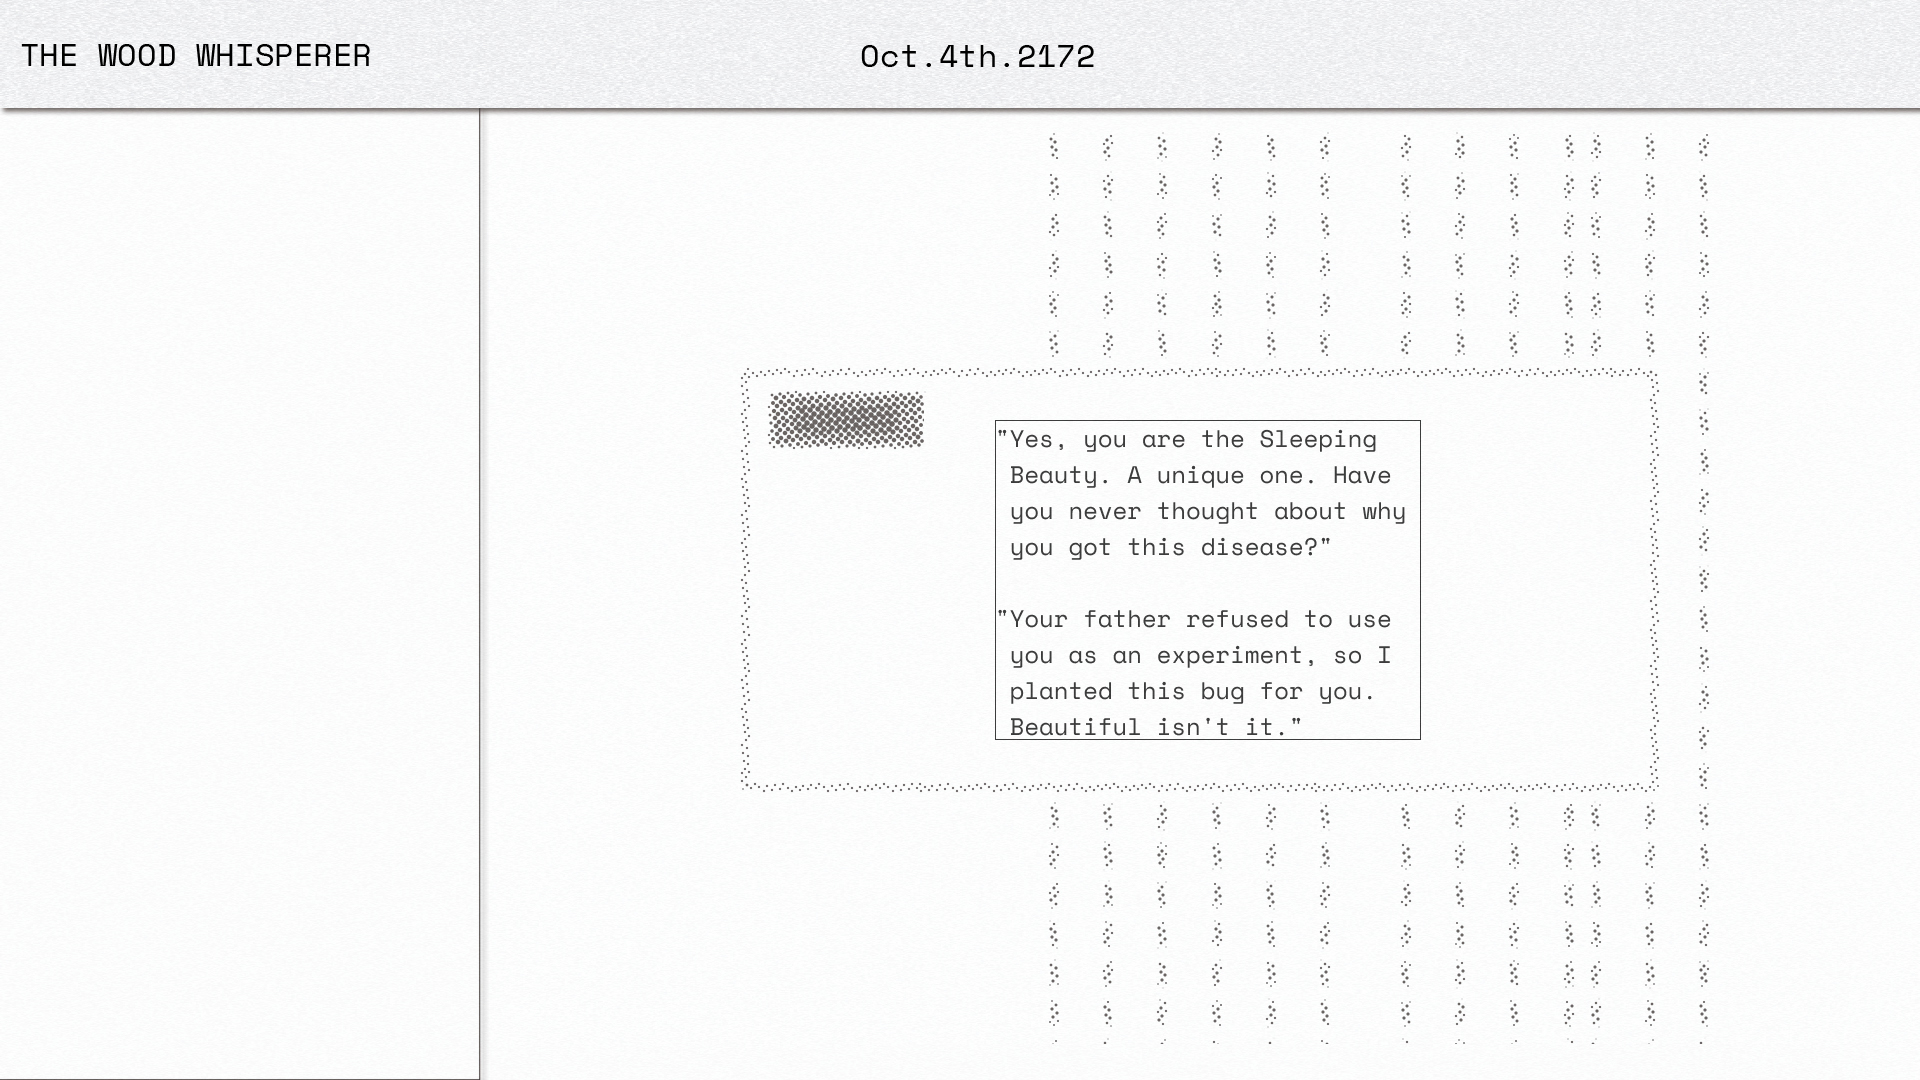 THE WOOD WHISPERER
Oct.4th.2172
"Yes, you are the Sleeping
Beauty. A unique one. Have
you never thought about why
you got this disease?"
"Your father refused to use
you as an experiment, so I
planted this bug for you.
Beautiful isn't it."